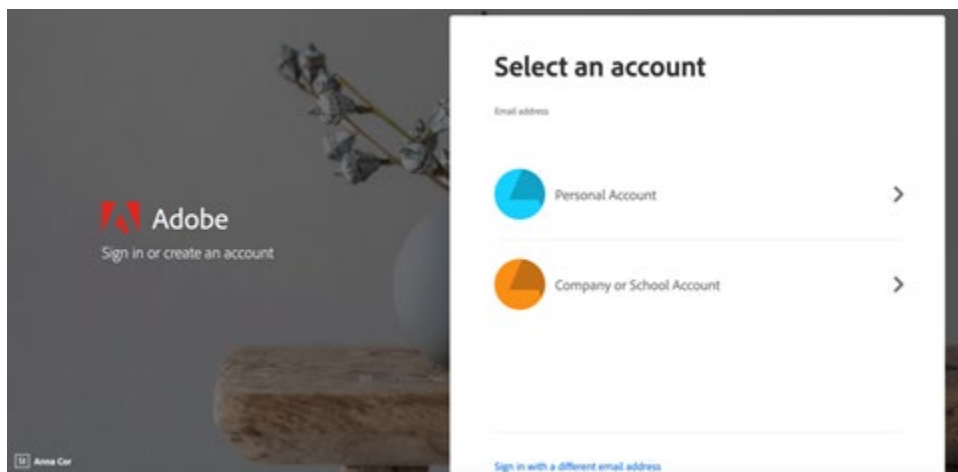 Adobe
Sign in or create an account
St Anna Cor
Select an account
Email address
Personal Account
Company or School Account
Sign in with a different email address